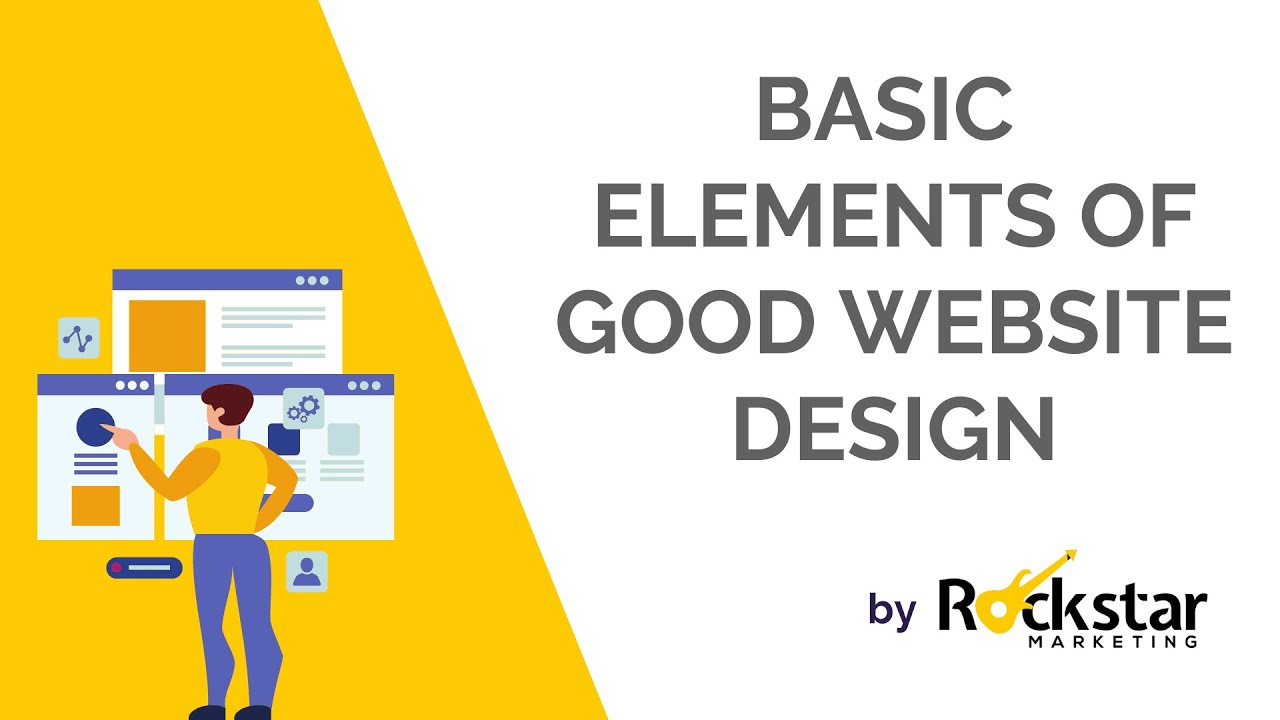 BASIC
ELEMENTS OF
GOOD WEBSITE
DESIGN
by Rockstar
MARKETING